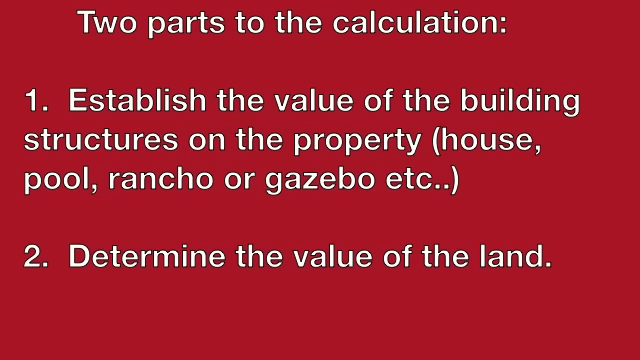 Two parts to the calculation:
1. Establish the value of the building
structures on the property (house,
pool, rancho or gazebo etc..)
2. Determine the value of the land.